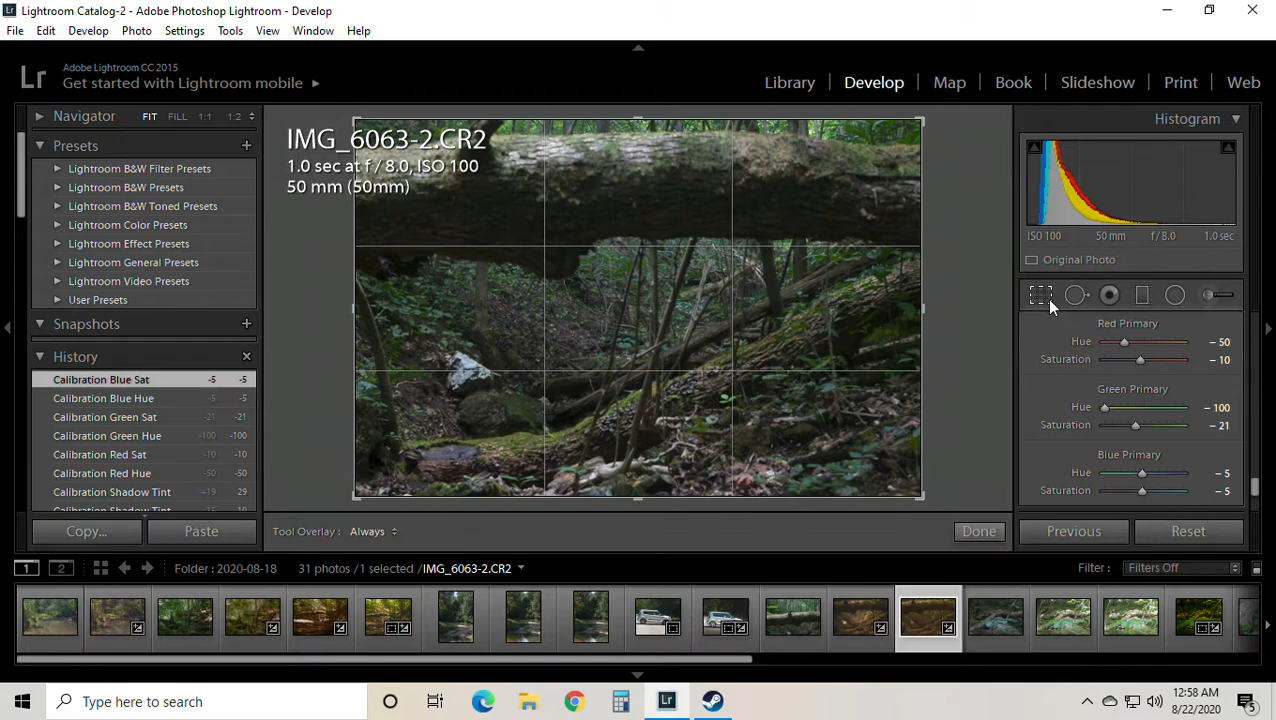 Lightroom Catalog-2 - Adobe Photoshop Lightroom - Develop
File Edit Develop Photo Settings Tools View Window Help
Lr
Adobe Lightroom CC 2015
Get started with Lightroom mobile
Library Develop Map Book Slideshow Print Web
Navigator FIT FILL 1:1 1:2
Presets
Lightroom B&W Filter Presets
Lightroom B&W Presets
Lightroom B&W Toned Presets
Lightroom Color Presets
Lightroom Effect Presets
Lightroom General Presets
Lightroom Video Presets
User Presets
Snapshots
History
Calibration Blue Sat -5 -5
Calibration Blue Hue -5 -5
Calibration Green Sat -21 -21
Calibration Green Hue -100 -100
Calibration Red Sat -10 -10
Calibration Red Hue -50 -50
Calibration Shadow Tint +19 29
Copy... Paste
IMG_6063-2.CR2
1.0 sec at f / 8.0, ISO 100
50 mm (50mm)
Tool Overlay : Always
Done
Histogram
ISO 100 50 mm f / 8.0 1.0 sec
Original Photo
Red Primary
Hue - 50
Saturation - 10
Green Primary
Hue - 100
Saturation - 21
Blue Primary
Hue - 5
Saturation - 5
Previous Reset
1 2 Folder : 2020-08-18 31 photos /1 selected /IMG_6063-2.CR2 Filter : Filters Off
Type here to search
Lr
12:58 AM
8/22/2020
5